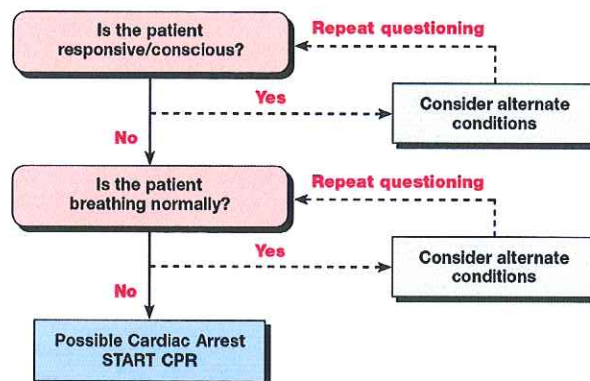 Is the patient
responsive/conscious?
Repeat questioning
Yes
Consider alternate
conditions
No
Is the patient
breathing normally?
Repeat questioning
Yes
Consider alternate
conditions
No
Possible Cardiac Arrest
START CPR